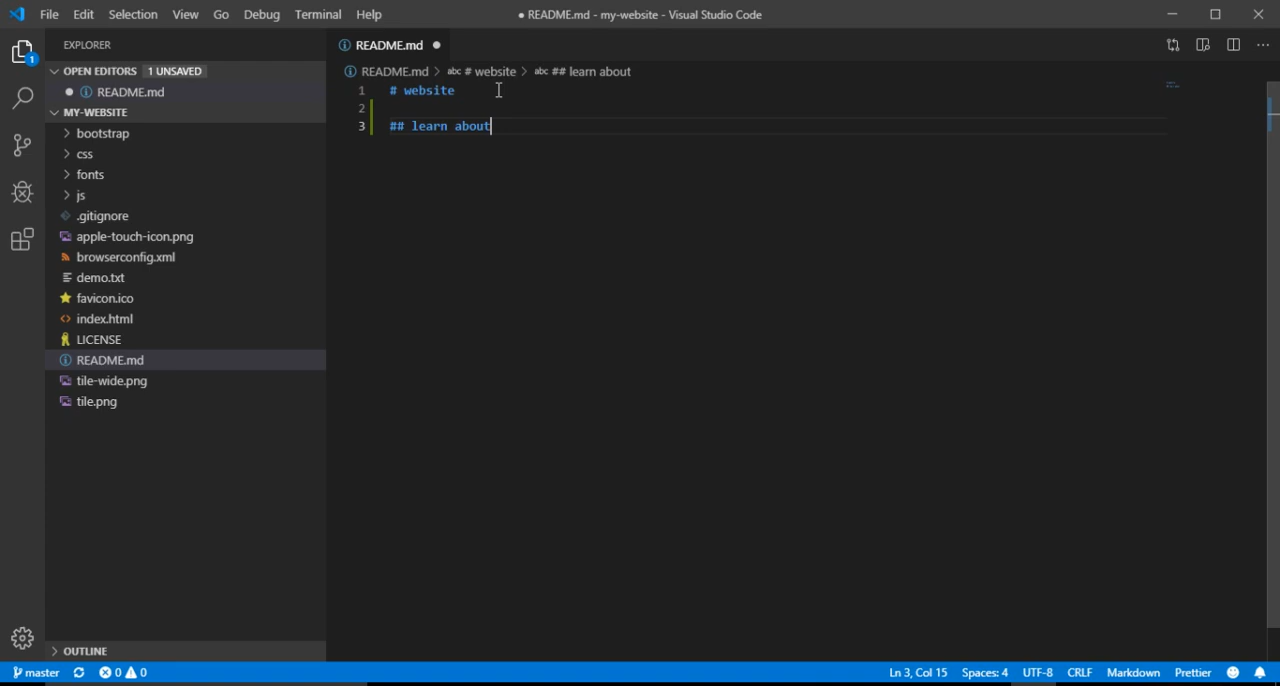 File Edit Selection View Go Debug Terminal Help ● README.md - my-website - Visual Studio Code
EXPLORER
README.md
OPEN EDITORS 1 UNSAVED
README.md > abc # website > abc ## learn about
README.md
1 # website
MY-WEBSITE
2
bootstrap
3 ## learn about
css
fonts
js
.gitignore
apple-touch-icon.png
browserconfig.xml
demo.txt
favicon.ico
index.html
LICENSE
README.md
tile-wide.png
tile.png
OUTLINE
1
master 0 0 Ln 3, Col 15 Spaces: 4 UTF-8 CRLF Markdown Prettier